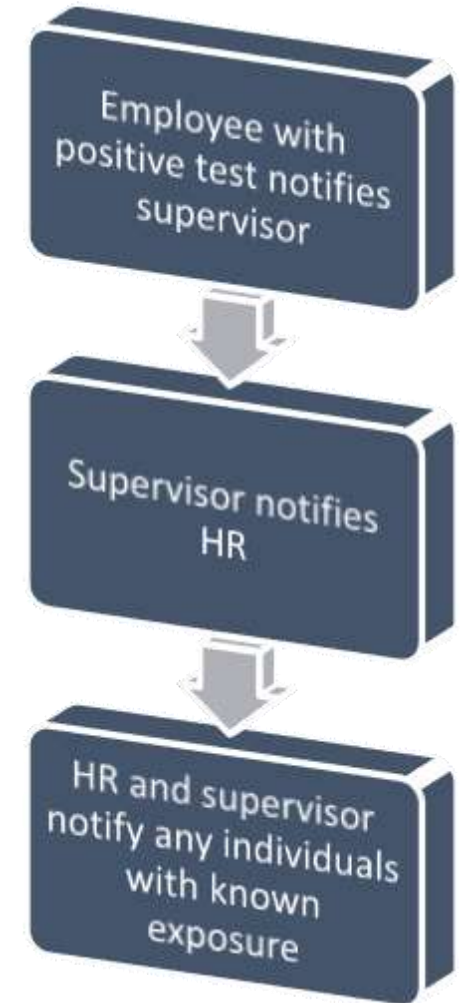 Employee with
positive test notifies
supervisor
Supervisor notifies
HR
HR and supervisor
notify any individuals
with known
exposure